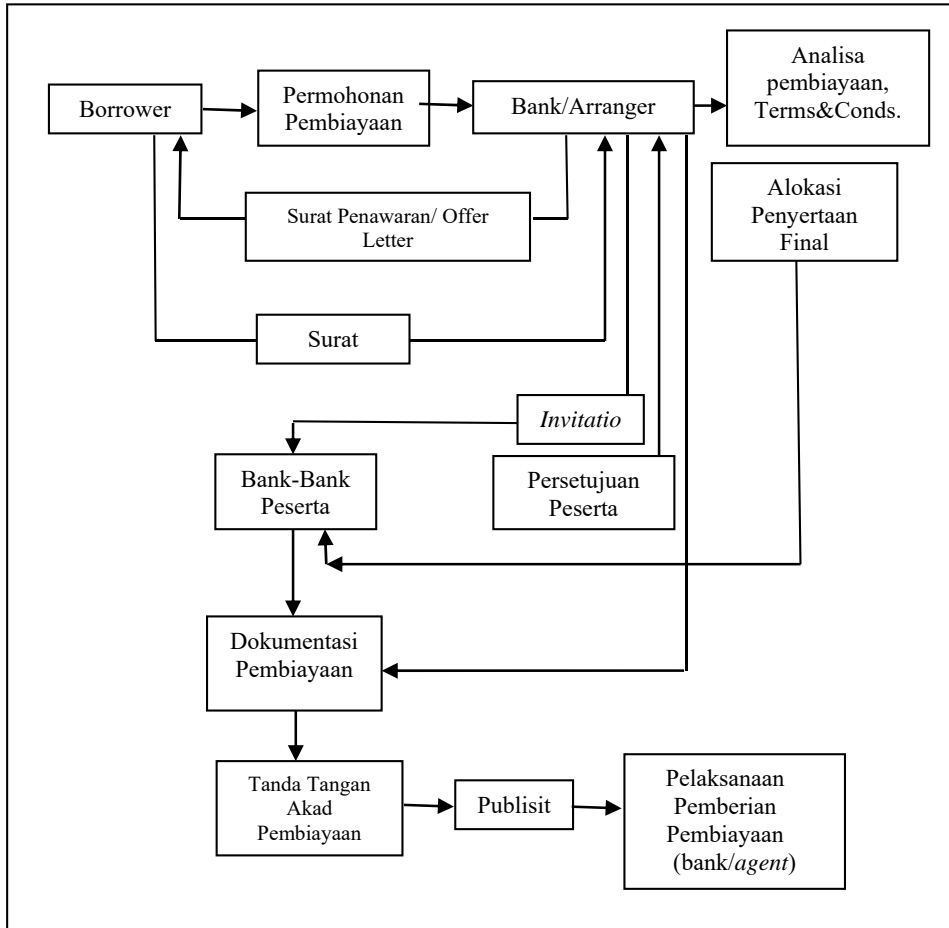 Borrower
Permohonan
Pembiayaan
Bank/Arranger
Analisa
pembiayaan,
Terms&Conds.
Surat Penawaran/ Offer
Letter
Alokasi
Penyertaan
Final
Surat
Invitatio
Bank-Bank
Peserta
Persetujuan
Peserta
Dokumentasi
Pembiayaan
Tanda Tangan
Akad
Pembiayaan
Publisit
Pelaksanaan
Pemberian
Pembiayaan
(bank/agent)